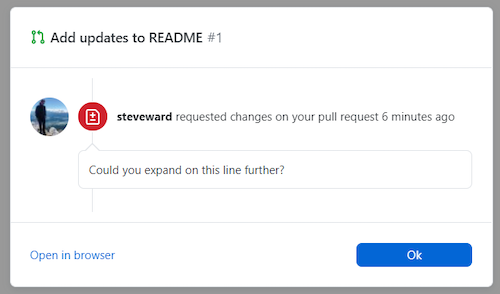 Add updates to README #1
steveward requested changes on your pull request 6 minutes ago
Could you expand on this line further?
Open in browser
Ok